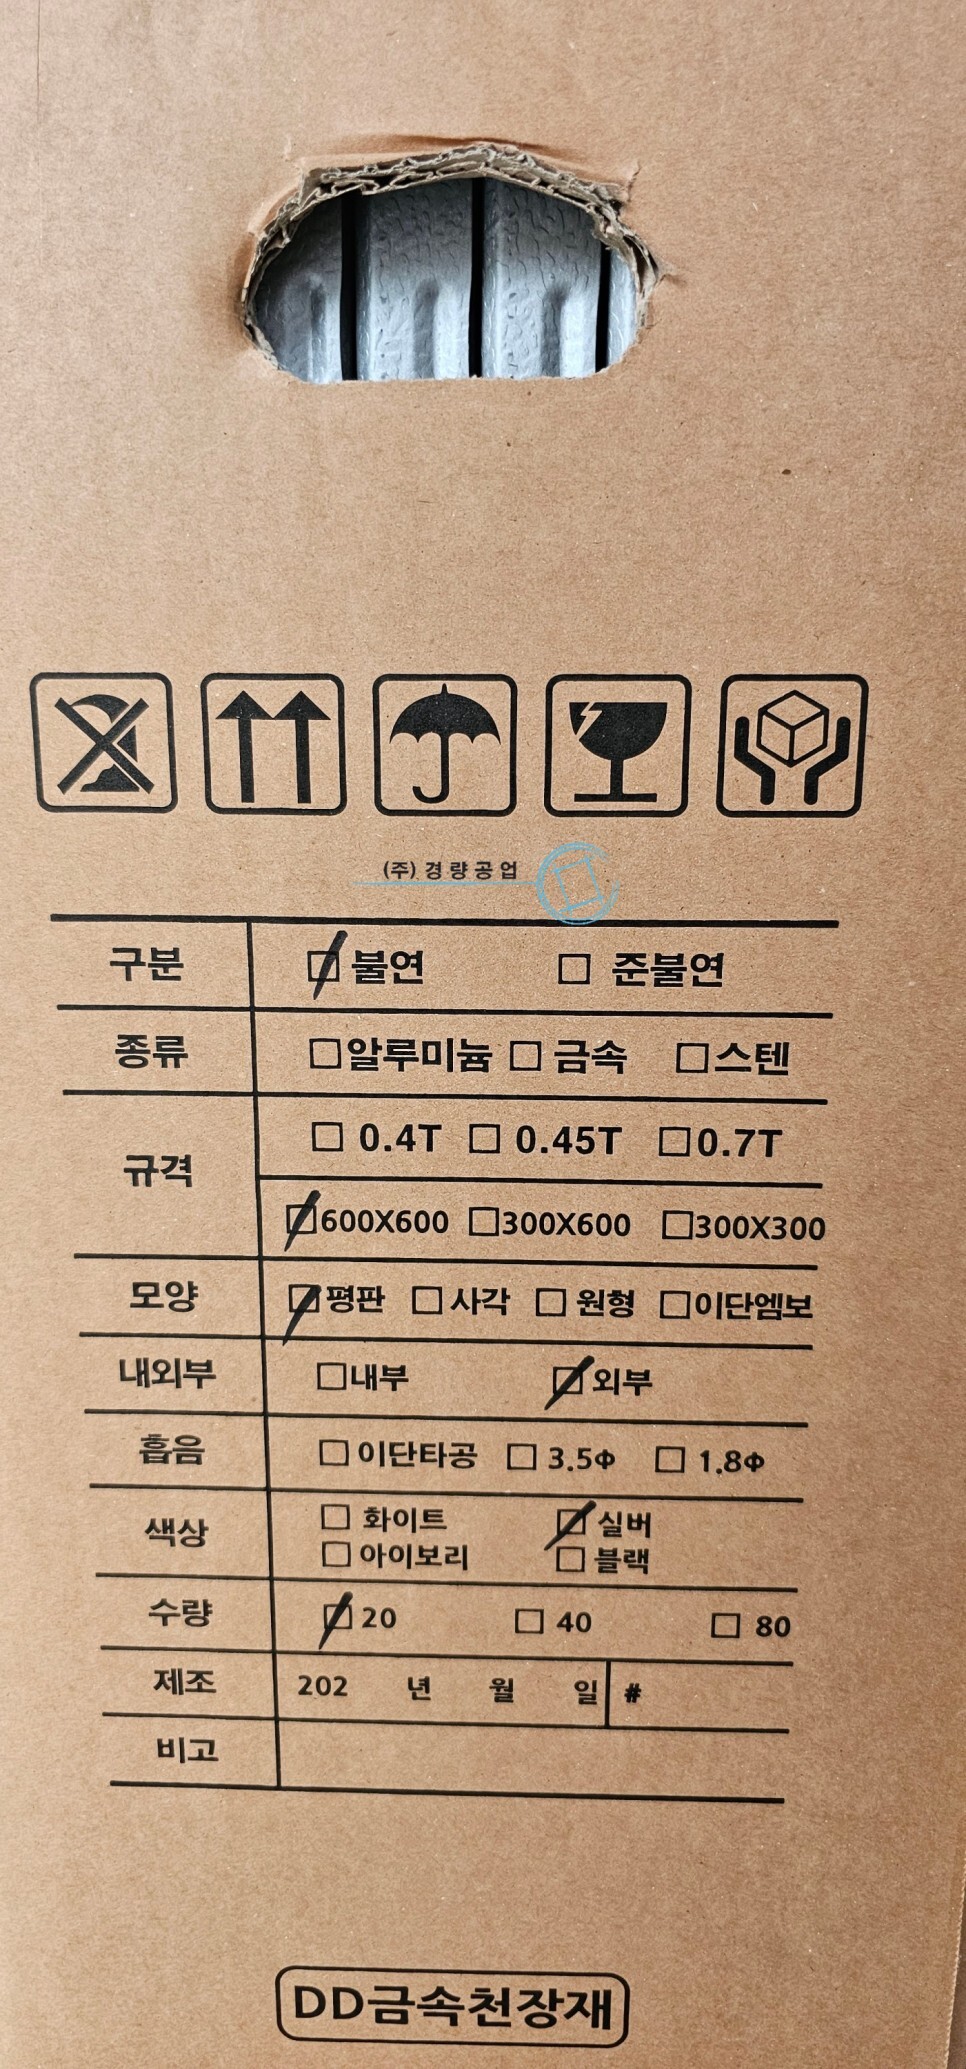 (주) 경량공업
구분 불연 준불연
종류 알루미늄 금속 스텐
규격 0.4T 0.45T 0.7T
600X600 300X600 300X300
모양 평판 사각 원형 이단엠보
내외부 내부 외부
흡음 이단타공 3.5Φ 1.8Φ
색상 화이트 실버
아이보리 블랙
수량 20 40 80
제조 202 년 월 일 #
비고
DD금속천장재